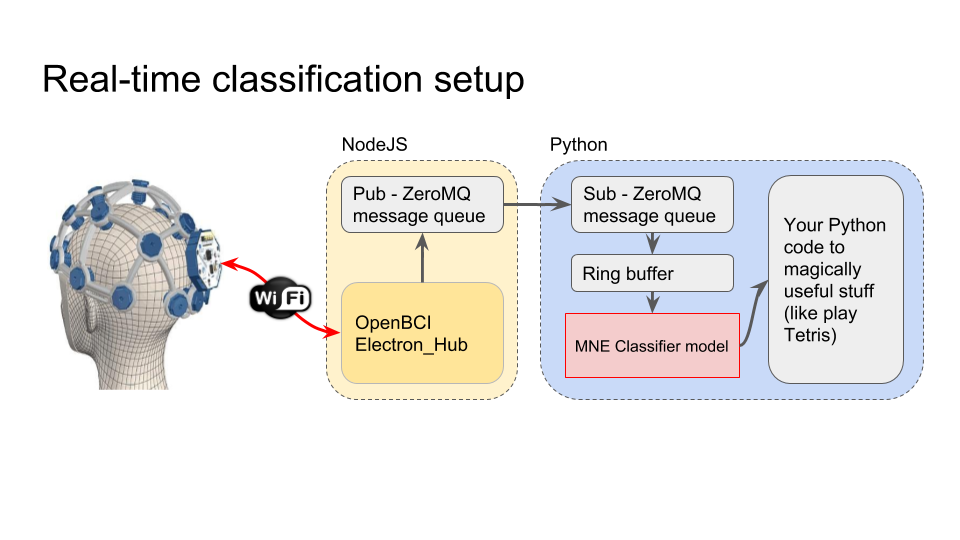 Real-time classification setup
NodeJS
Python
Pub - ZeroMQ
message queue
Sub - ZeroMQ
message queue
Your Python
code to
magically
useful stuff
(like play
Tetris)
Ring buffer
Wi Fi
OpenBCI
Electron_Hub
MNE Classifier model